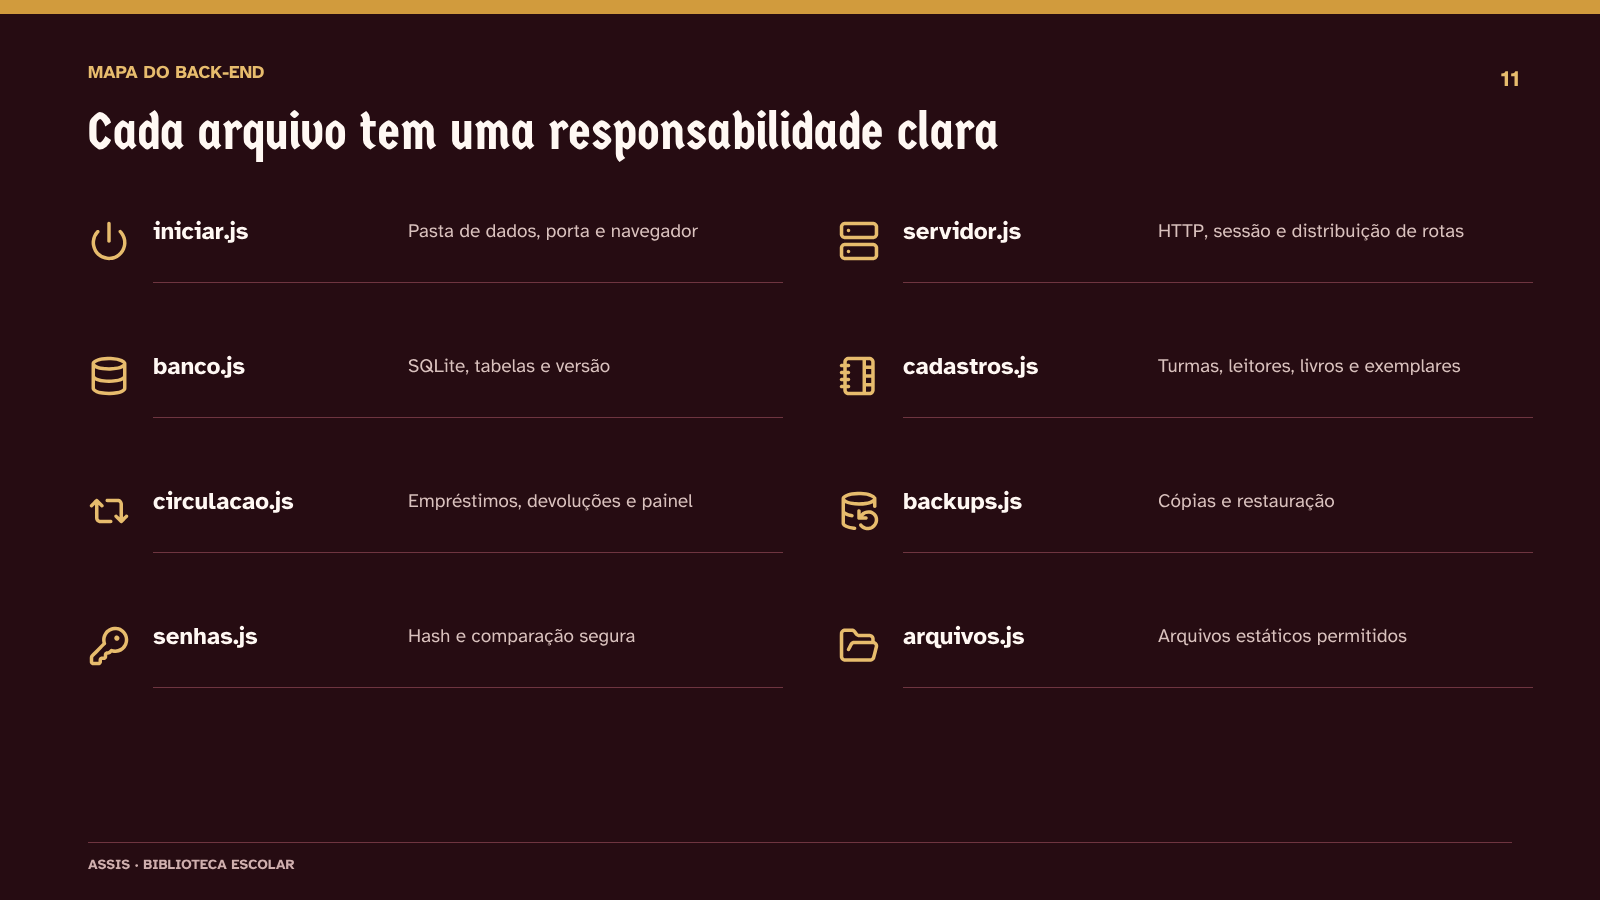 MAPA DO BACK-END
11
Cada arquivo tem uma responsabilidade clara
iniciar.js
Pasta de dados, porta e navegador
servidor.js
HTTP, sessão e distribuição de rotas
banco.js
SQLite, tabelas e versão
cadastros.js
Turmas, leitores, livros e exemplares
circulacao.js
Empréstimos, devoluções e painel
backups.js
Cópias e restauração
senhas.js
Hash e comparação segura
arquivos.js
Arquivos estáticos permitidos
ASSIS · BIBLIOTECA ESCOLAR